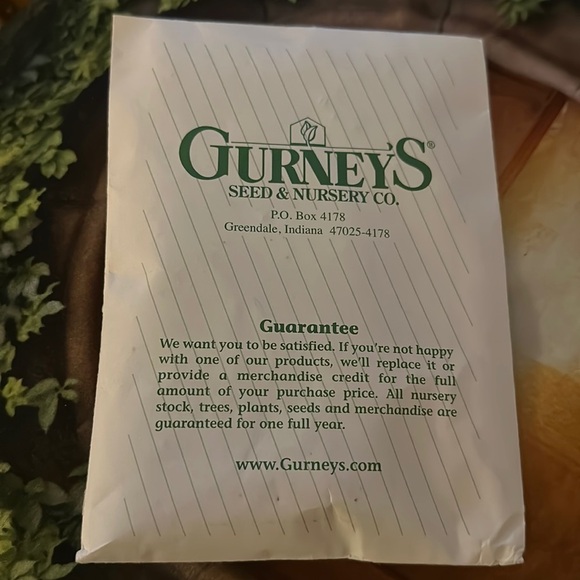 GURNEY'S®
SEED & NURSERY CO.
P.O. Box 4178
Greendale, Indiana 47025-4178
Guarantee
We want you to be satisfied. If you're not happy
with one of our products, we'll replace it or
provide a merchandise credit for the full
amount of your purchase price. All nursery
stock, trees, plants, seeds and merchandise are
guaranteed for one full year.
www.Gurneys.com